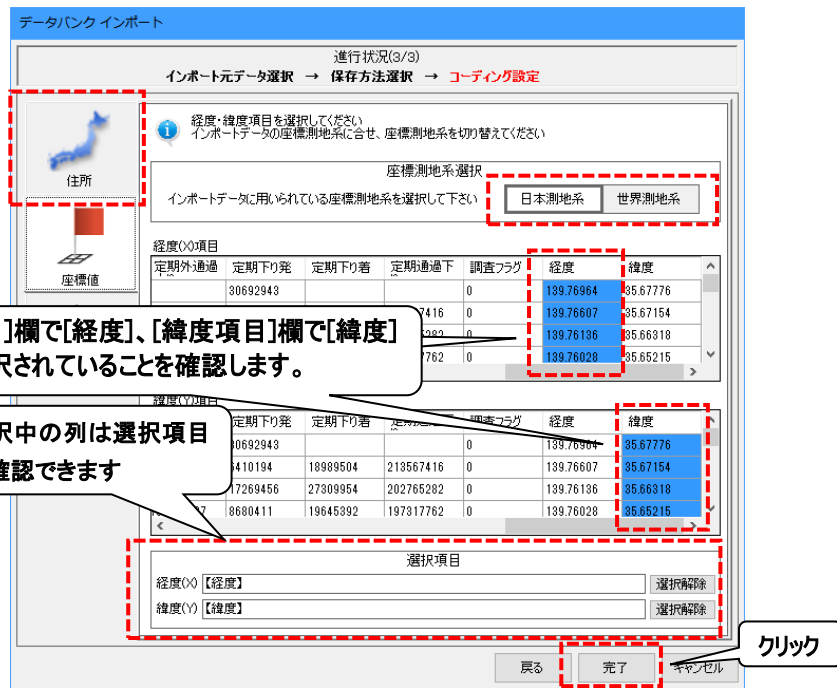 データバンク インポート
進行状況(3/3)
インポート元データ選択 → 保存方法選択 → コーディング設定
住所
座標値
経度・緯度項目を選択してください
インポートデータの座標測地系に合せ、座標測地系を切り替えてください
座標測地系選択
インポートデータに用いられている座標測地系を選択して下さい
日本測地系 世界測地系
経度(X)項目
定期外通過 定期下り発 定期下り着 定期通過下 調査フラグ 経度 緯度
30692943 0 139.76964 35.67776
7416 0 139.76607 35.67154
5282 0 139.76136 35.66318
7762 0 139.76028 35.65215
]欄で[経度]、[緯度項目]欄で[緯度]
択されていることを確認します。
緯度(Y)項目
定期下り発 定期下り着 定期通過下 調査フラグ 経度 緯度
30692943 0 139.76964 35.67776
6410194 18989504 213567416 0 139.76607 35.67154
17269456 27309954 202765282 0 139.76136 35.66318
8680411 19645392 197317762 0 139.76028 35.65215
択中の列は選択項目
確認できます
選択項目
経度(X) 【経度】 選択解除
緯度(Y) 【緯度】 選択解除
戻る 完了 キャンセル
クリック